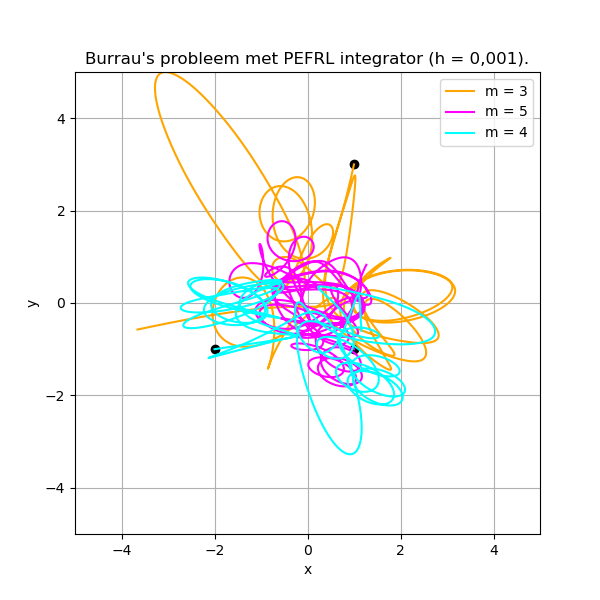 Burrau's probleem met PEFRL integrator (h = 0,001).
m = 3
m = 5
m = 4
y
4
2
0
−2
−4
−4 −2 0 2 4
x